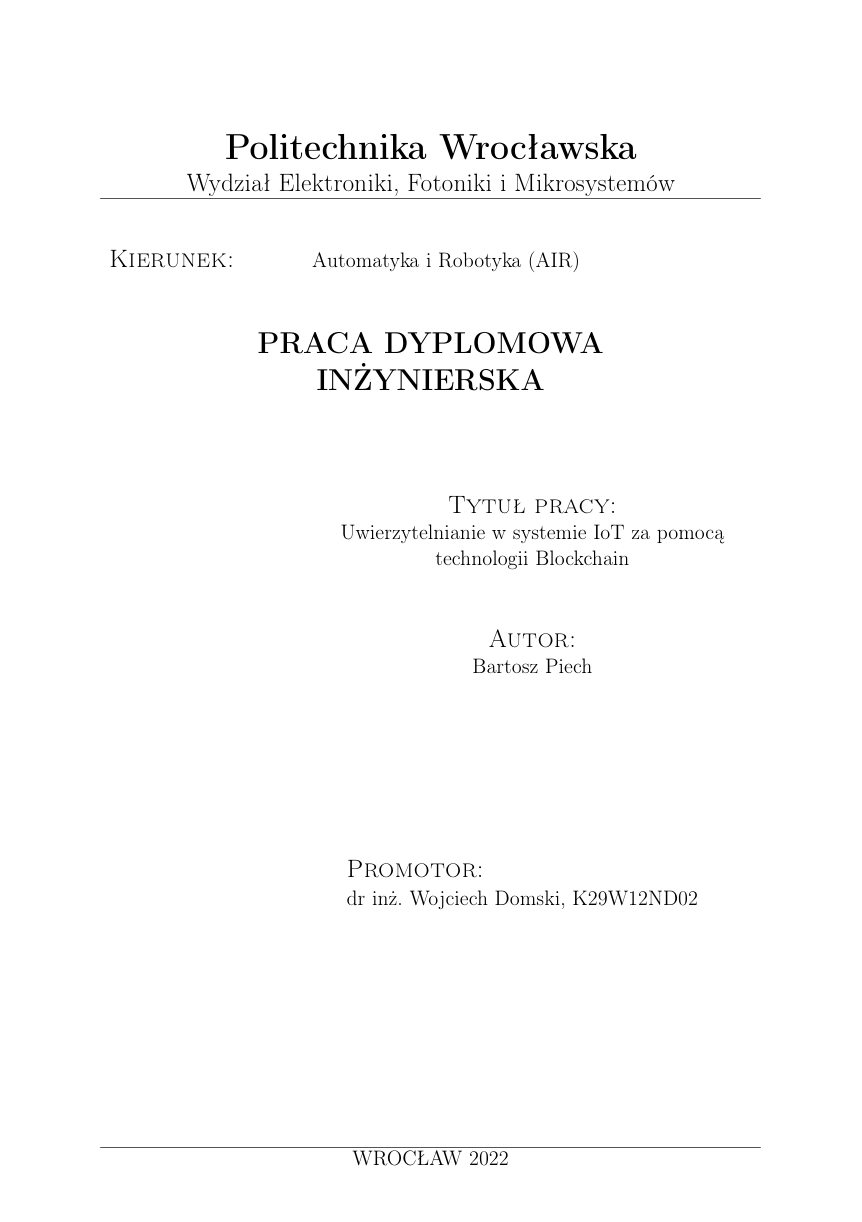 Politechnika Wrocławska
Wydział Elektroniki, Fotoniki i Mikrosystemów
Kierunek: Automatyka i Robotyka (AIR)
PRACA DYPLOMOWA
INŻYNIERSKA
Tytuł pracy:
Uwierzytelnianie w systemie IoT za pomocą
technologii Blockchain
Autor:
Bartosz Piech
Promotor:
dr inż. Wojciech Domski, K29W12ND02
WROCŁAW 2022